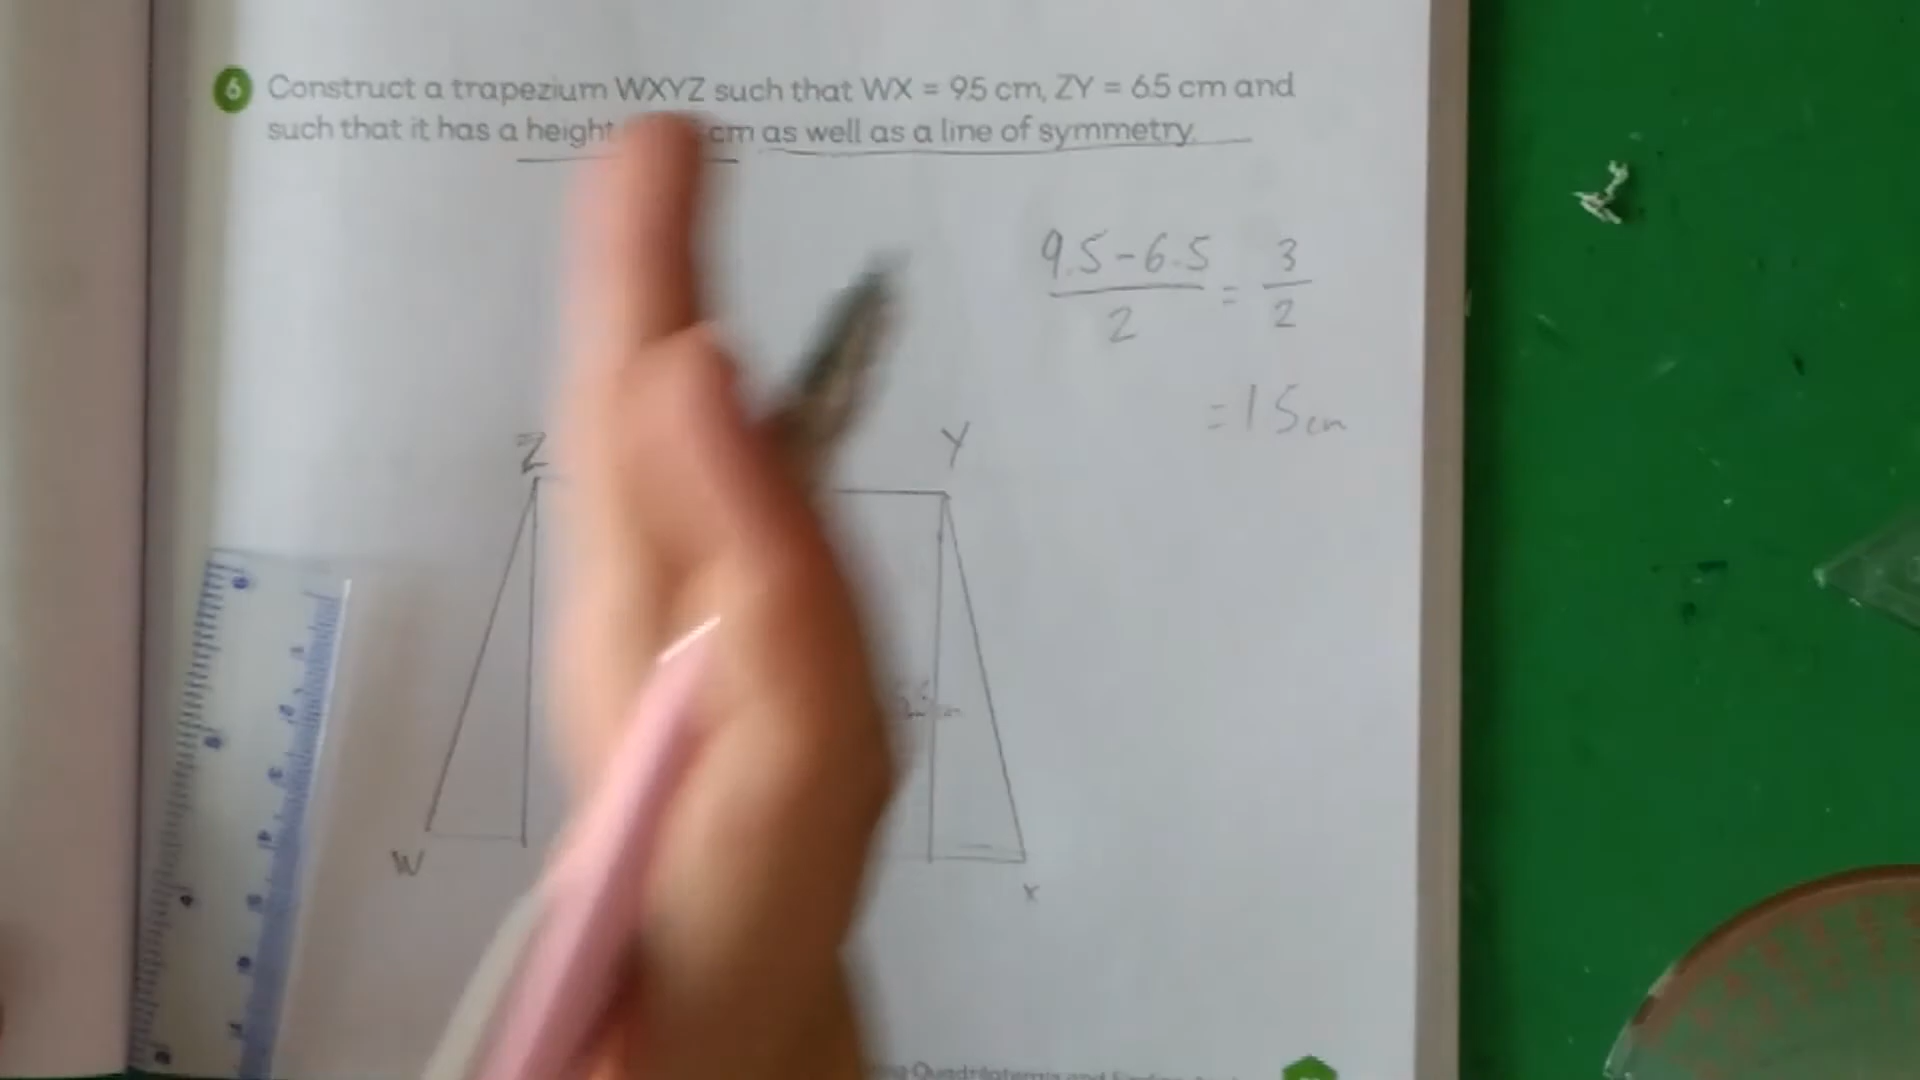 6 Construct a trapezium WXYZ such that WX = 9.5 cm, ZY = 6.5 cm and
such that it has a height cm as well as a line of symmetry.
9.5 - 6.5 / 2 = 3 / 2
= 1.5 cm
Z Y
W X